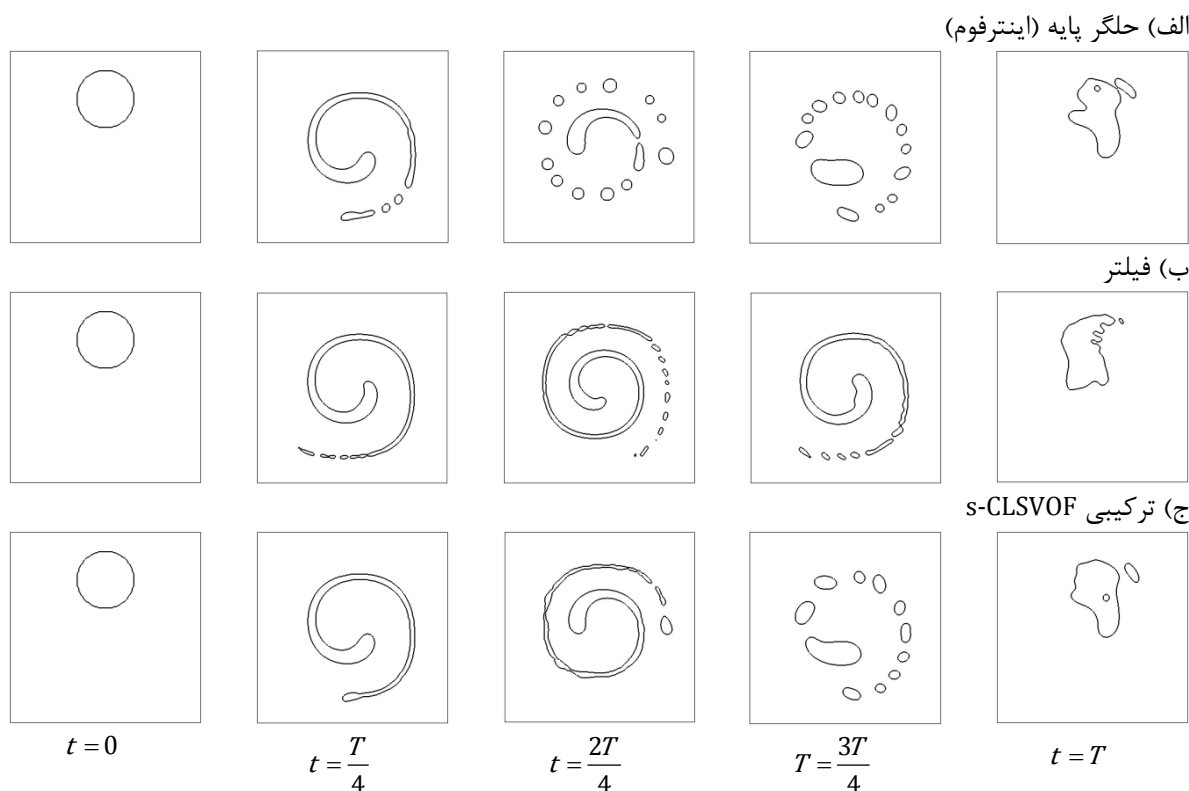 الف) حلگر پایه (اینترفوم)
ب) فیلتر
ج) ترکیبی s-CLSVOF
t = 0
t = T/4
t = 2T/4
T = 3T/4
t = T